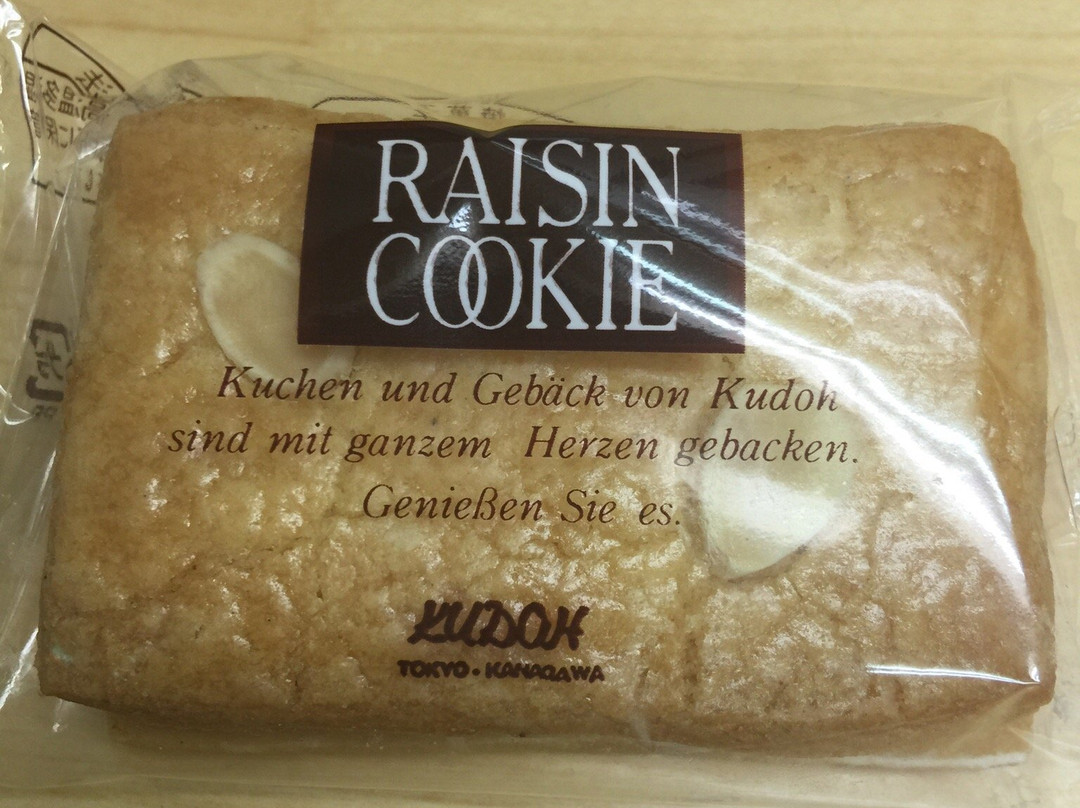 RAISIN
COOKIE
Kuchen und Gebäck von Kudoh
sind mit ganzem Herzen gebacken.
Genießen Sie es.
KUDOH
TOKYO • KANAGAWA